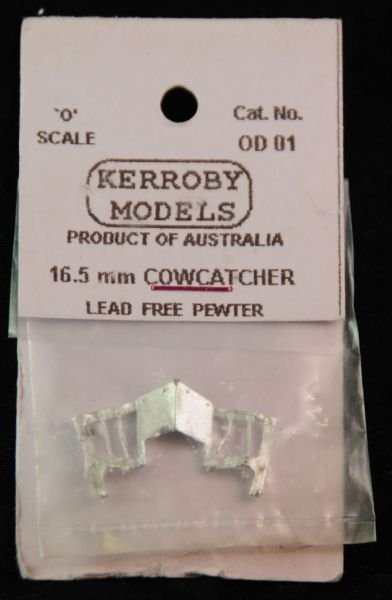 'O'
SCALE
Cat. No.
OD 01
KERROBY
MODELS
PRODUCT OF AUSTRALIA
16.5 mm COWCATCHER
LEAD FREE PEWTER